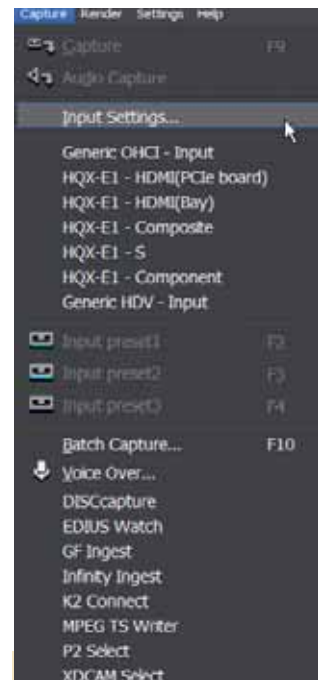 Capture Render Settings Help
Capture F9
Audio Capture
Input Settings...
Generic OHCI - Input
HQX-E1 - HDMI(PCIe board)
HQX-E1 - HDMI(Bay)
HQX-E1 - Composite
HQX-E1 - S
HQX-E1 - Component
Generic HDV - Input
Input preset1 F2
Input preset2 F3
Input preset3 F4
Batch Capture... F10
Voice Over...
DISCcapture
EDIUS Watch
GF Ingest
Infinity Ingest
K2 Connect
MPEG TS Writer
P2 Select
XDCAM Select